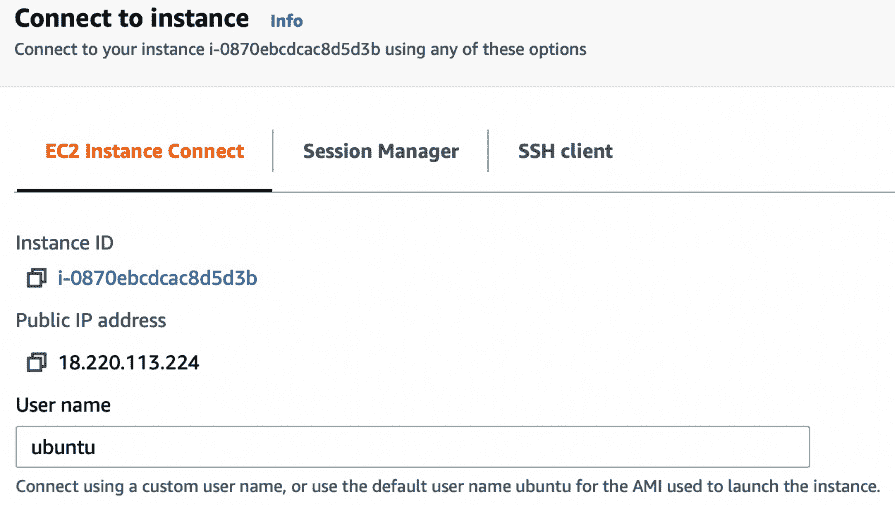 Connect to instance Info
Connect to your instance i-0870ebcdcac8d5d3b using any of these options
EC2 Instance Connect Session Manager SSH client
Instance ID
i-0870ebcdcac8d5d3b
Public IP address
18.220.113.224
User name
ubuntu
Connect using a custom user name, or use the default user name ubuntu for the AMI used to launch the instance.